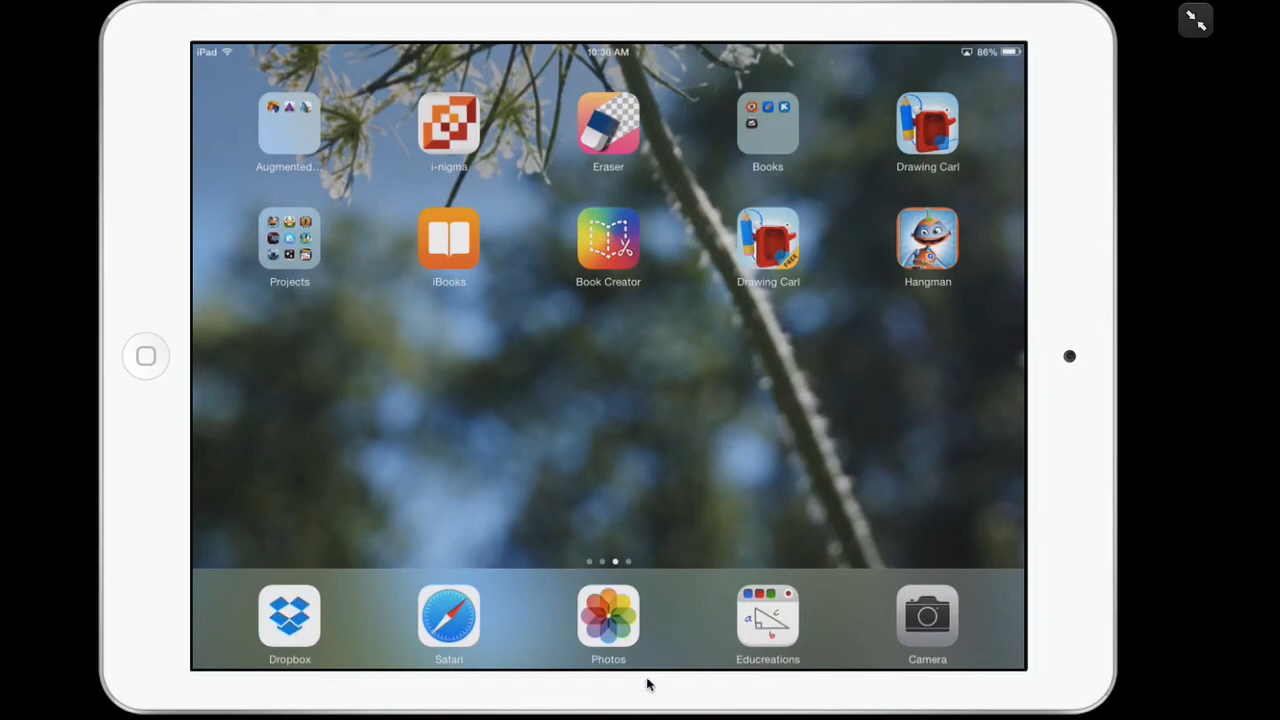 iPad 10:36 AM 86%
Augmented... i-nigma Eraser Books Drawing Carl
FREE
Projects iBooks Book Creator Drawing Carl Hangman
a c b
Dropbox Safari Photos Educreations Camera